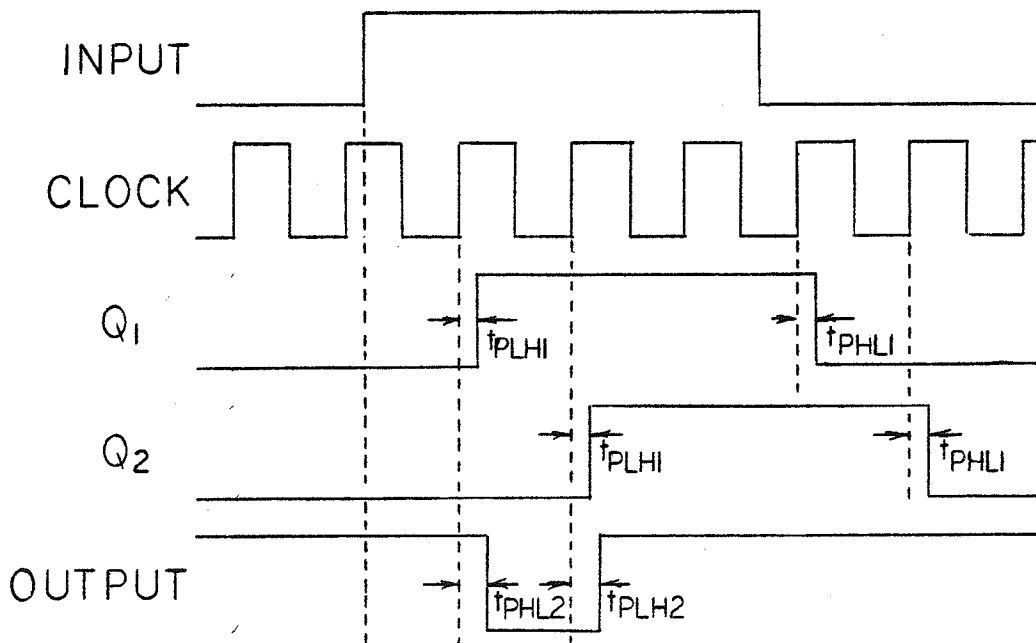 INPUT
CLOCK
Q1
tPLH1
tPHL1
Q2
tPLH1
tPHL1
OUTPUT
tPHL2
tPLH2